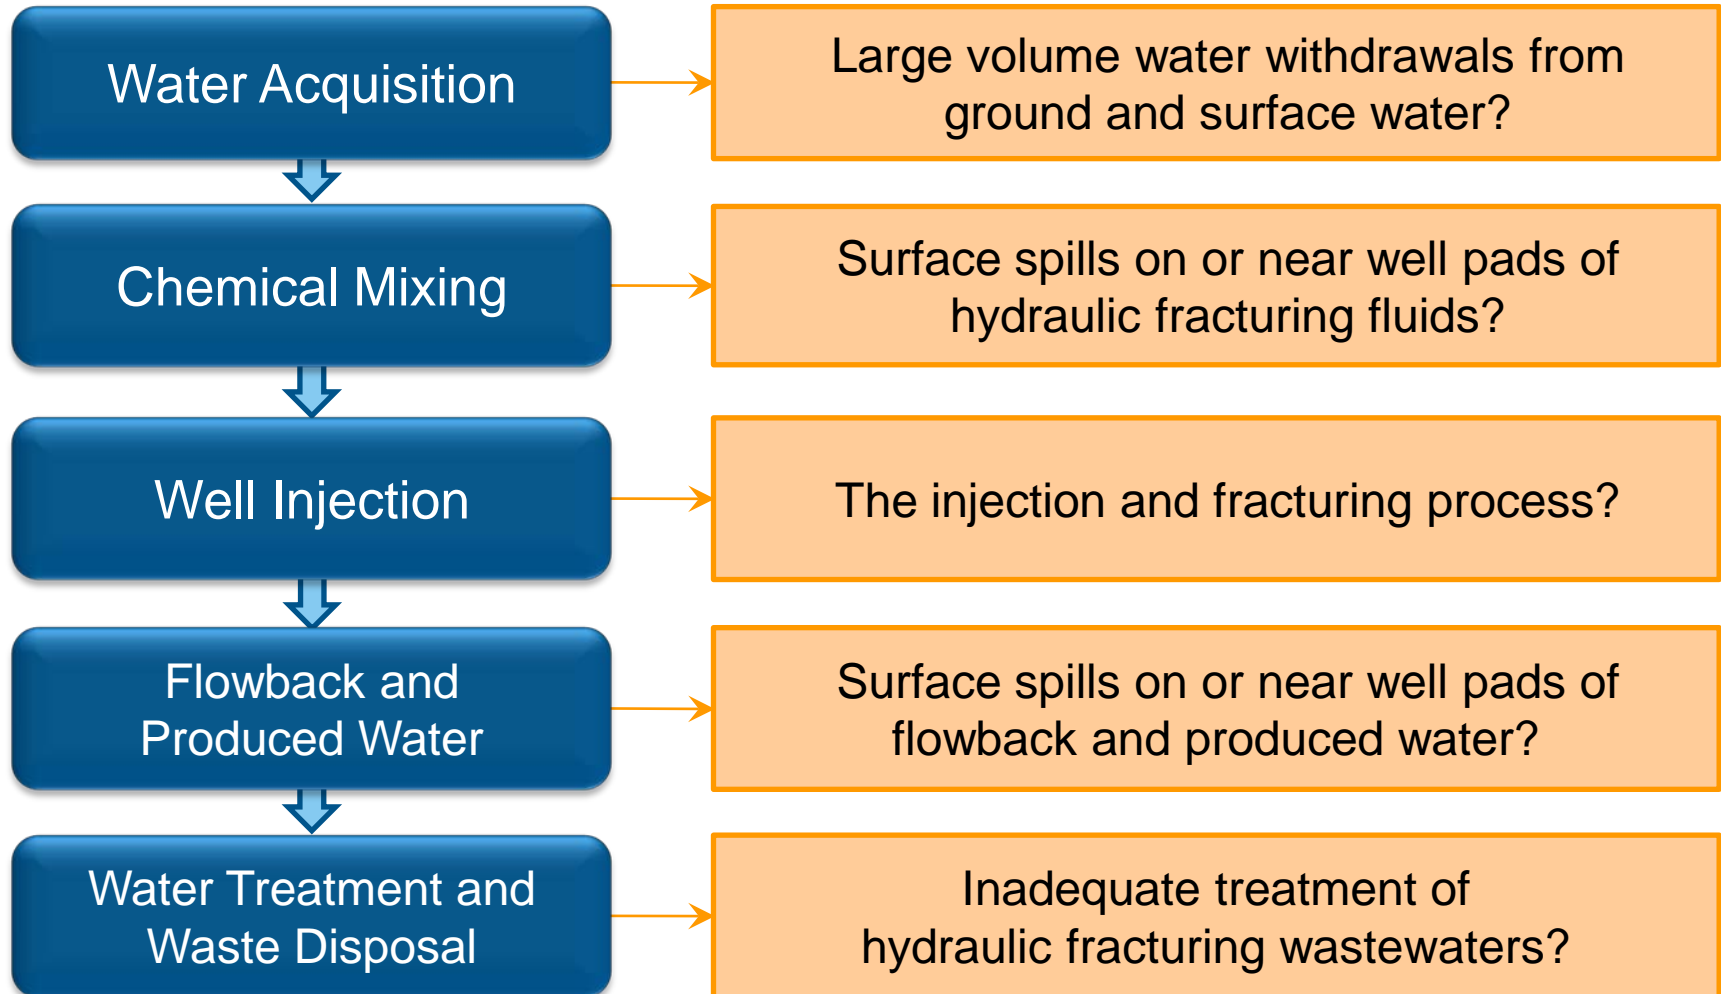 Water Acquisition
Large volume water withdrawals from
ground and surface water?
Chemical Mixing
Surface spills on or near well pads of
hydraulic fracturing fluids?
Well Injection
The injection and fracturing process?
Flowback and
Produced Water
Surface spills on or near well pads of
flowback and produced water?
Water Treatment and
Waste Disposal
Inadequate treatment of
hydraulic fracturing wastewaters?